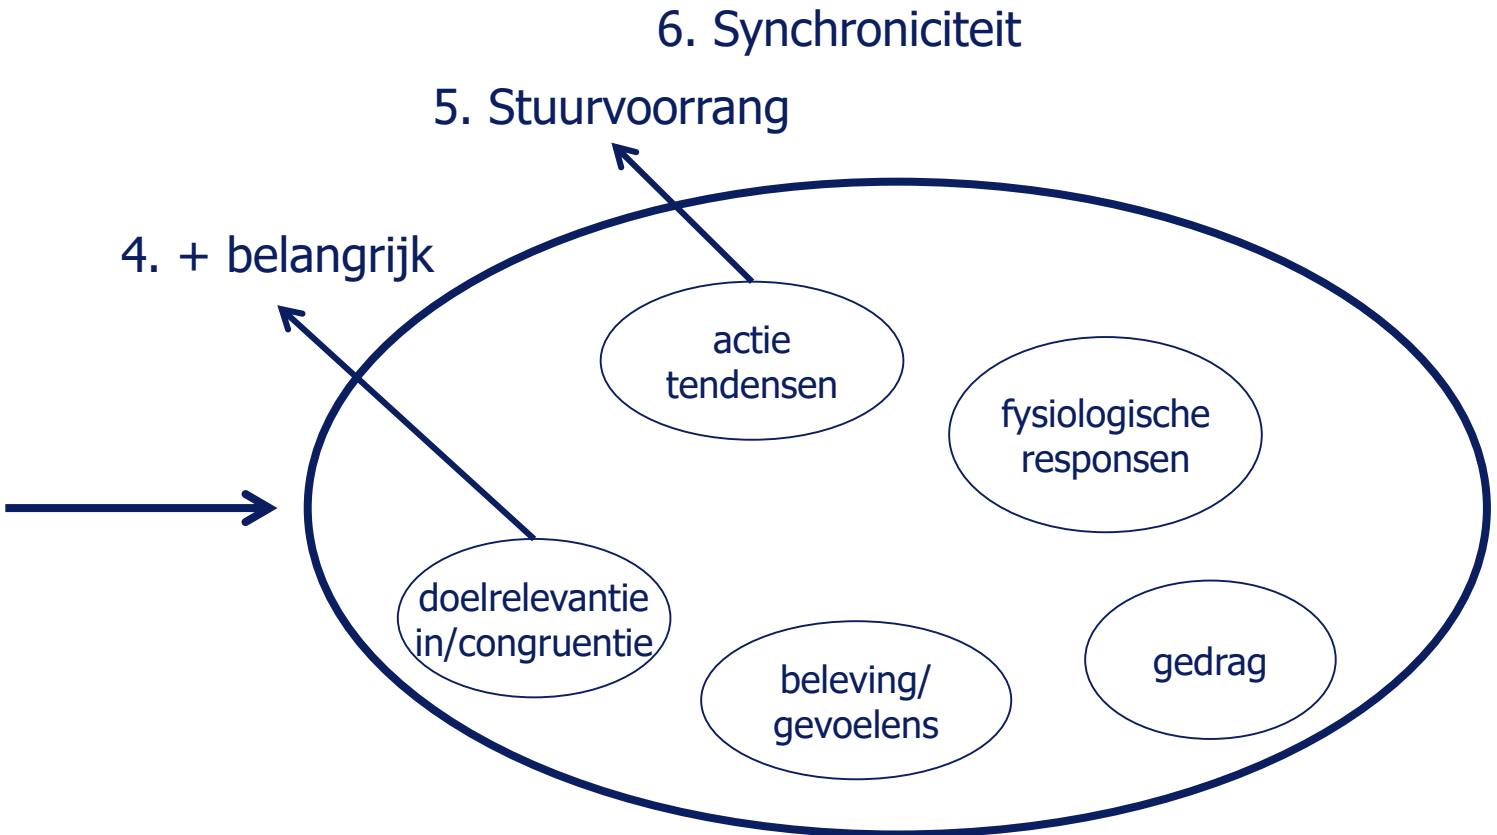 6. Synchroniciteit
5. Stuurvoorrang
4. + belangrijk
actie
tendensen
fysiologische
responsen
doelrelevantie
in/congruentie
beleving/
gevoelens
gedrag